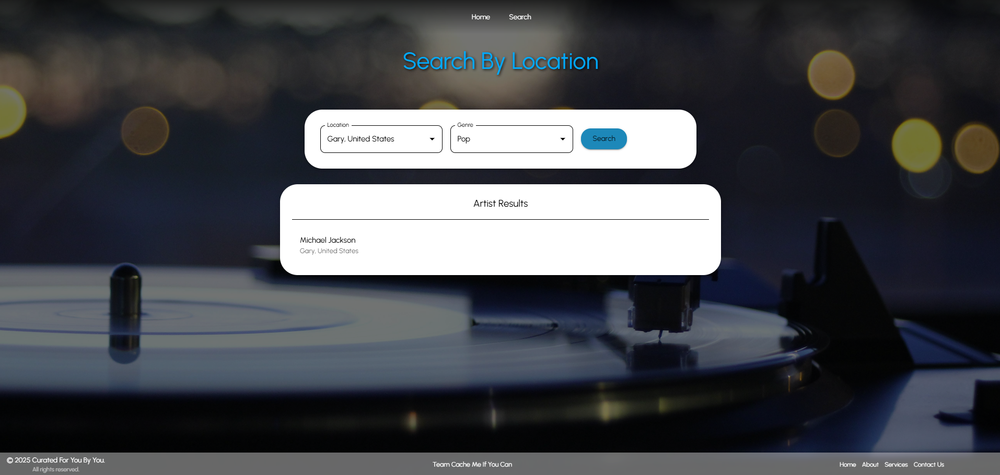 Home Search
Search By Location
Location
Gary, United States
Genre
Pop
Search
Artist Results
Michael Jackson
Gary, United States
© 2025 Curated For You By You.
All rights reserved.
Team Cache Me If You Can
Home About Services Contact Us